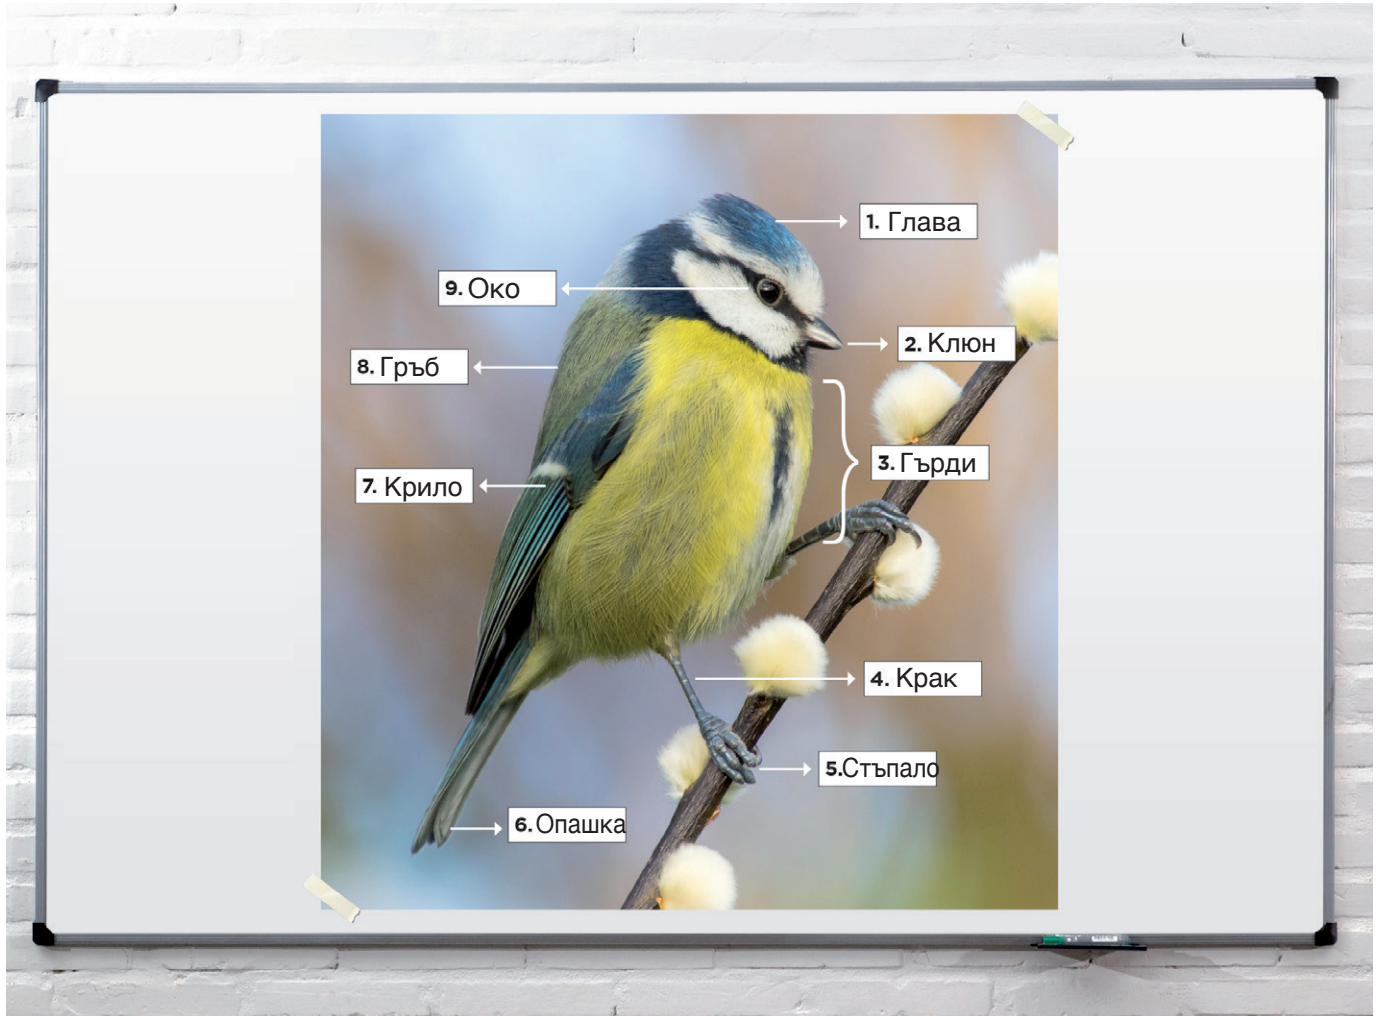 1. Глава
2. Клюн
3. Гърди
4. Крак
5.Стъпало
6. Опашка
7. Крило
8. Гръб
9. Око